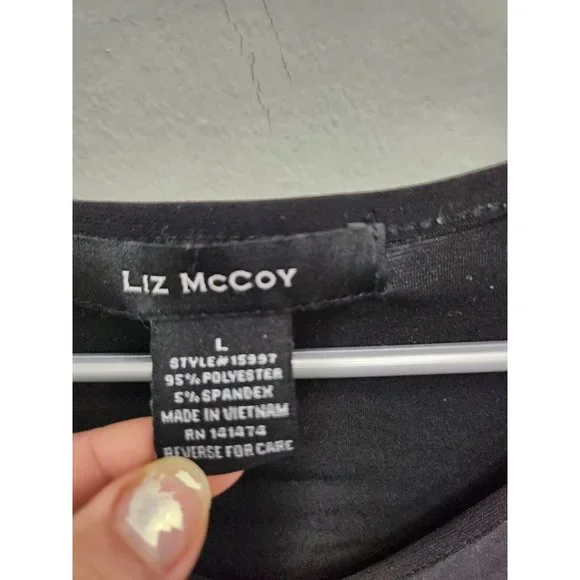 LIZ MCCOY
L
STYLE# 15997
95% POLYESTER
5% SPANDEX
MADE IN VIETNAM
RN 141474
REVERSE FOR CARE